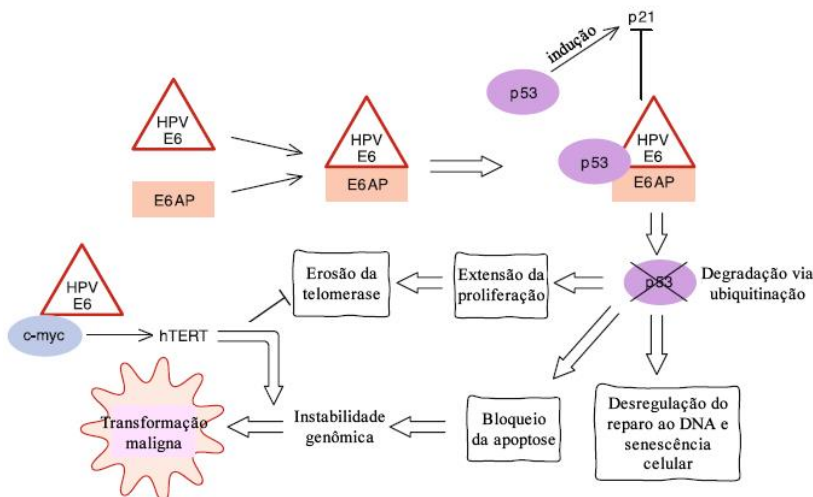 p21
indução
p53
HPV
E6
HPV
E6
HPV
E6
p53
E6AP
E6AP
E6AP
HPV
E6
Erosão da
telomerase
Extensão da
proliferação
p53
Degradação via
ubiquitinação
c-myc
hTERT
Transformação
maligna
Instabilidade
genômica
Bloqueio
da apoptose
Desregulação do
reparo ao DNA e
senescência
celular